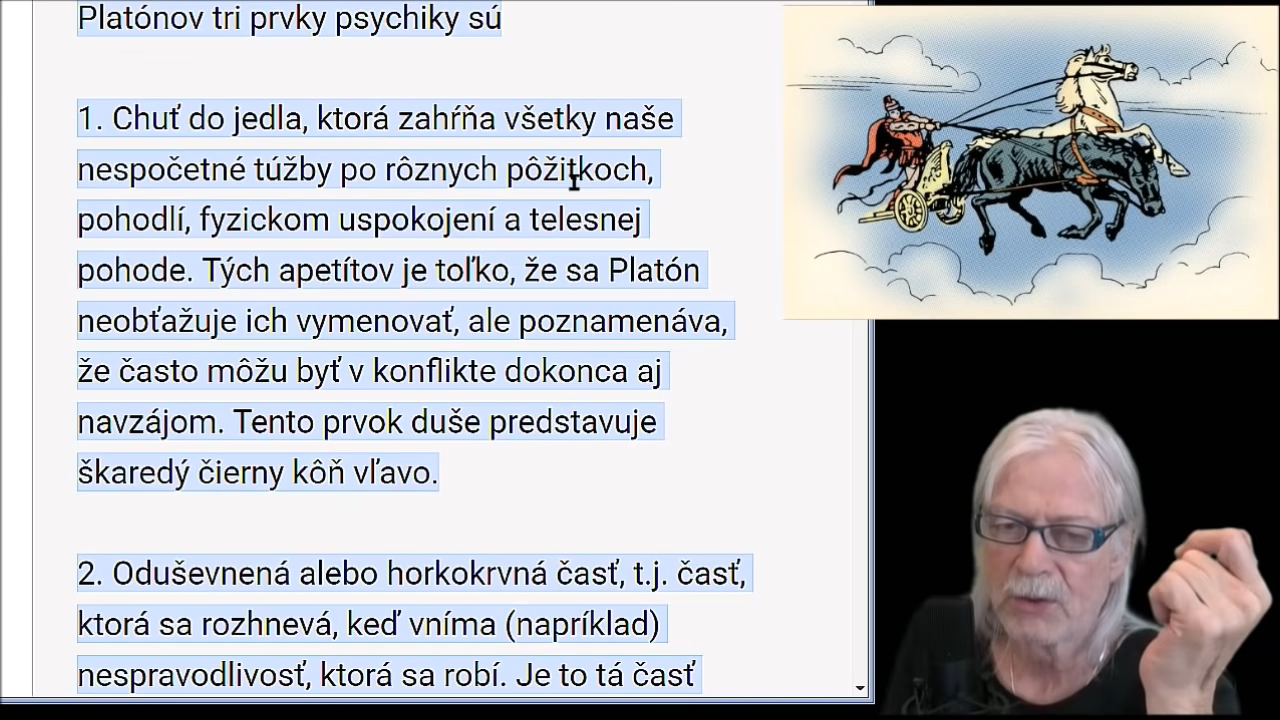 Platónov tri prvky psychiky sú
1. Chuť do jedla, ktorá zahŕňa všetky naše
nespočetné túžby po rôznych pôžitkoch,
pohodlí, fyzickom uspokojení a telesnej
pohode. Tých apetítov je toľko, že sa Platón
neobťažuje ich vymenovať, ale poznamenáva,
že často môžu byť v konflikte dokonca aj
navzájom. Tento prvok duše predstavuje
škaredý čierny kôň vľavo.
2. Oduševnená alebo horkokrvná časť, t.j. časť,
ktorá sa rozhnevá, keď vníma (napríklad)
nespravodlivosť, ktorá sa robí. Je to tá časť